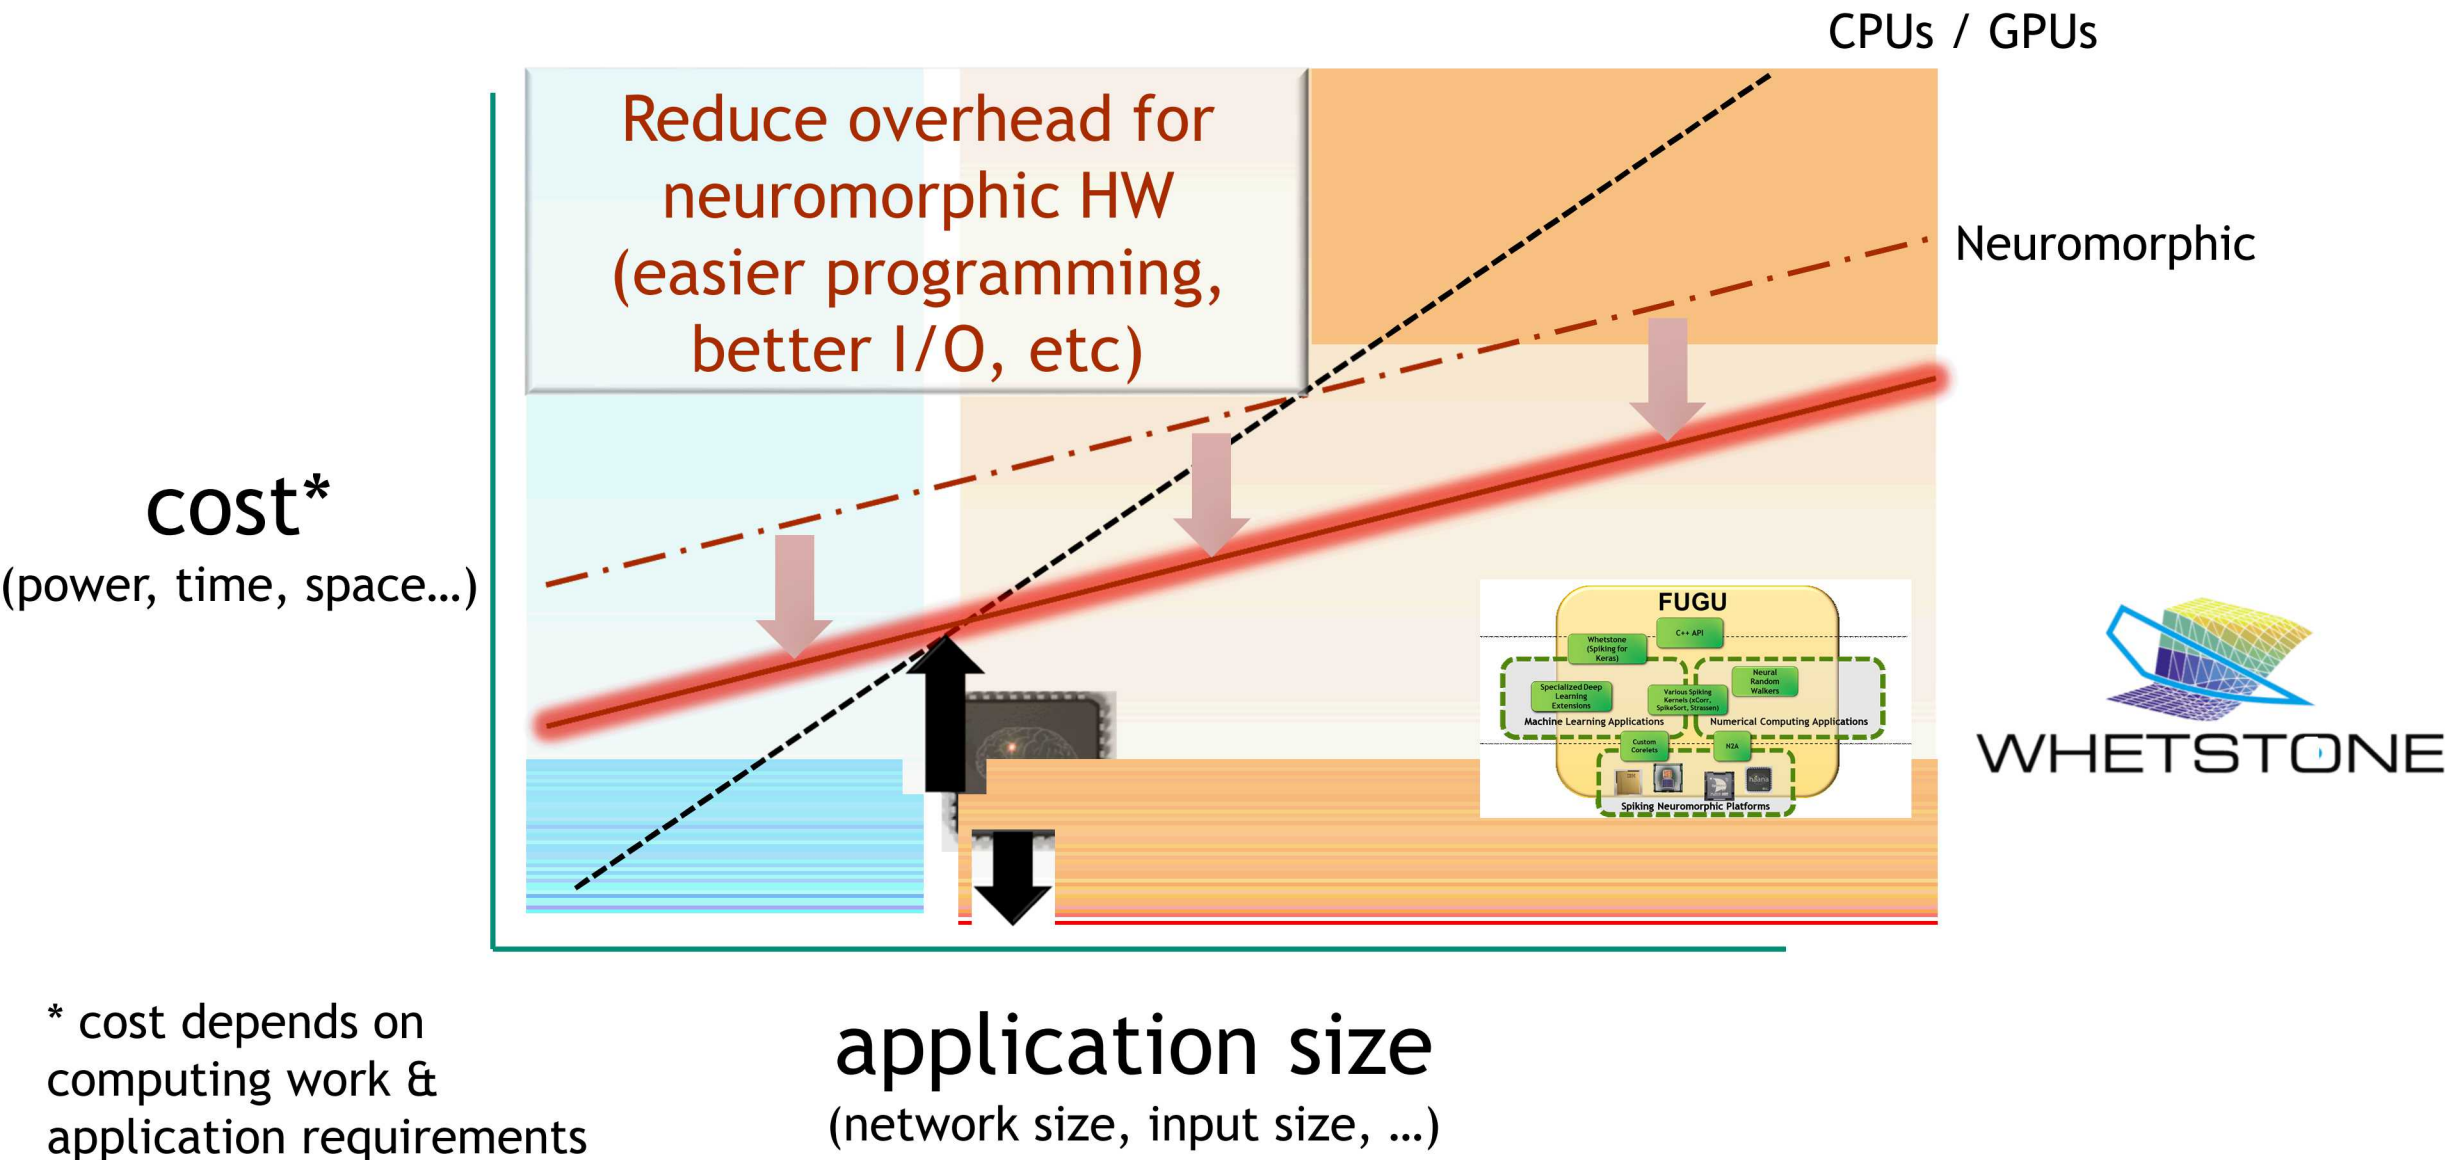 CPUs / GPUs
Reduce overhead for
neuromorphic HW
(easier programming,
better I/O, etc)
Neuromorphic
cost*
(power, time, space...)
FUGU
C++ API
Whetstone
(Spiking for
Keras)
Neural
Random
Walkers
Specialized Deep
Learning
Extensions
Various Spiking
Kernels (xCorr,
SpikeSort, Strassen)
Machine Learning Applications
Numerical Computing Applications
Custom
Corelets
N2A
Spiking Neuromorphic Platforms
WHETSTONE
* cost depends on
computing work &
application requirements
application size
(network size, input size, ...)